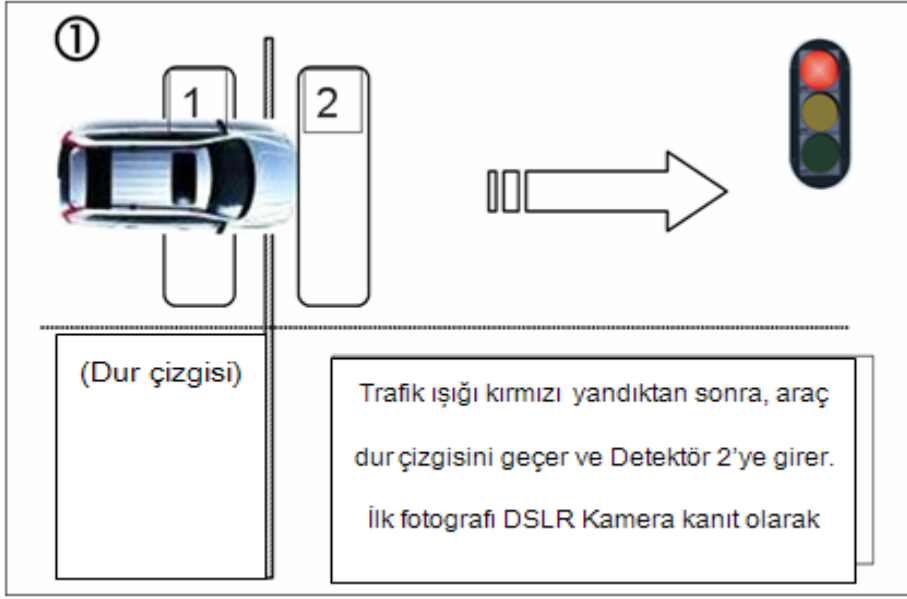 ①
1
2
(Dur çizgisi)
Trafik ışığı kırmızı yandıktan sonra, araç
dur çizgisini geçer ve Detektör 2'ye girer.
İlk fotografı DSLR Kamera kanıt olarak